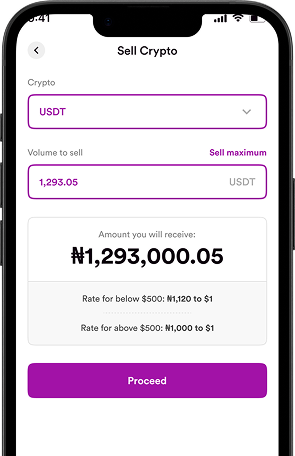 9:41
Sell Crypto
Crypto
USDT
Volume to sell Sell maximum
1,293.05 USDT
Amount you will receive:
₦1,293,000.05
Rate for below $500: ₦1,120 to $1
Rate for above $500: ₦1,000 to $1
Proceed